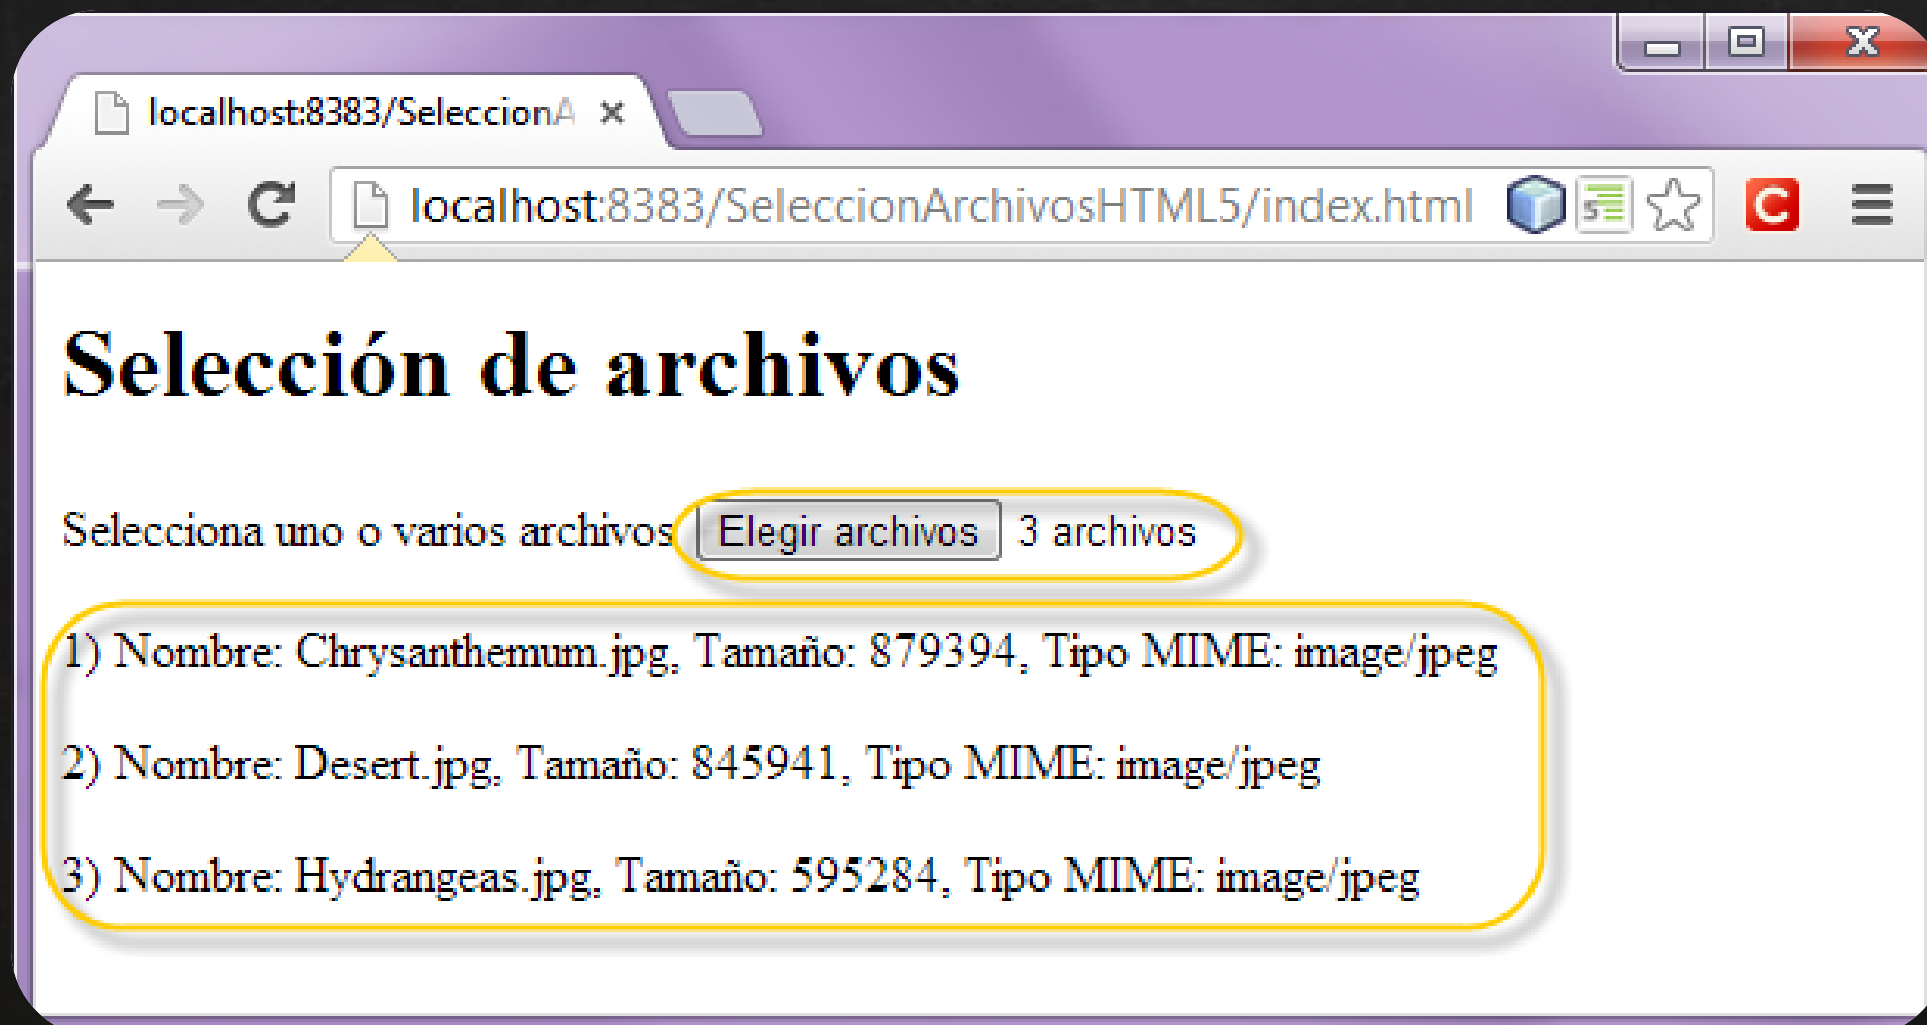 localhost:8383/SeleccionA
localhost:8383/SeleccionArchivosHTML5/index.html
Selección de archivos
Selecciona uno o varios archivos Elegir archivos 3 archivos
1) Nombre: Chrysanthemum.jpg, Tamaño: 879394, Tipo MIME: image/jpeg
2) Nombre: Desert.jpg, Tamaño: 845941, Tipo MIME: image/jpeg
3) Nombre: Hydrangeas.jpg, Tamaño: 595284, Tipo MIME: image/jpeg